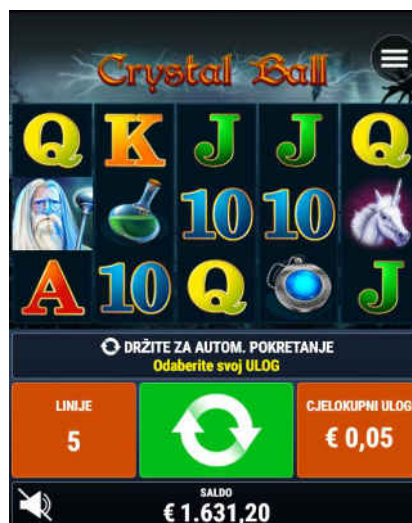 Crystal Ball
Q K J J Q
10 10
A 10 Q J
DRŽITE ZA AUTOM. POKRETANJE
Odaberite svoj ULOG
LINIJE
5
CJELOKUPNI ULOG
€ 0,05
SALDO
€ 1.631,20